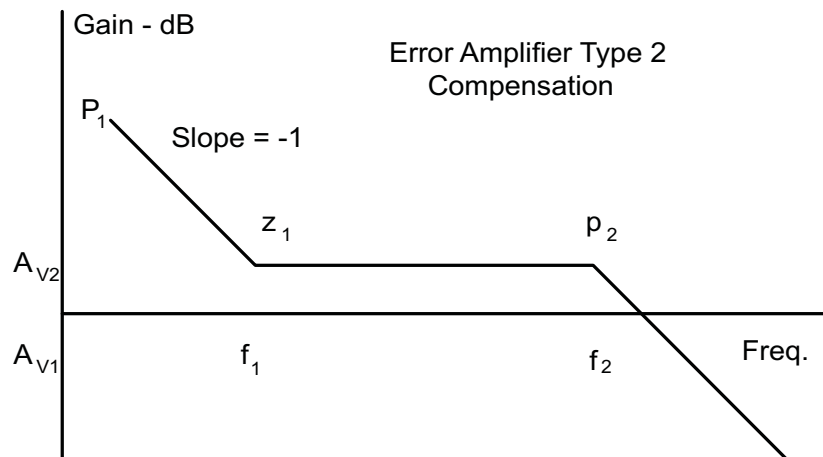 Gain - dB
Error Amplifier Type 2
Compensation
P1
Slope = -1
z1
p2
AV2
AV1
f1
f2
Freq.